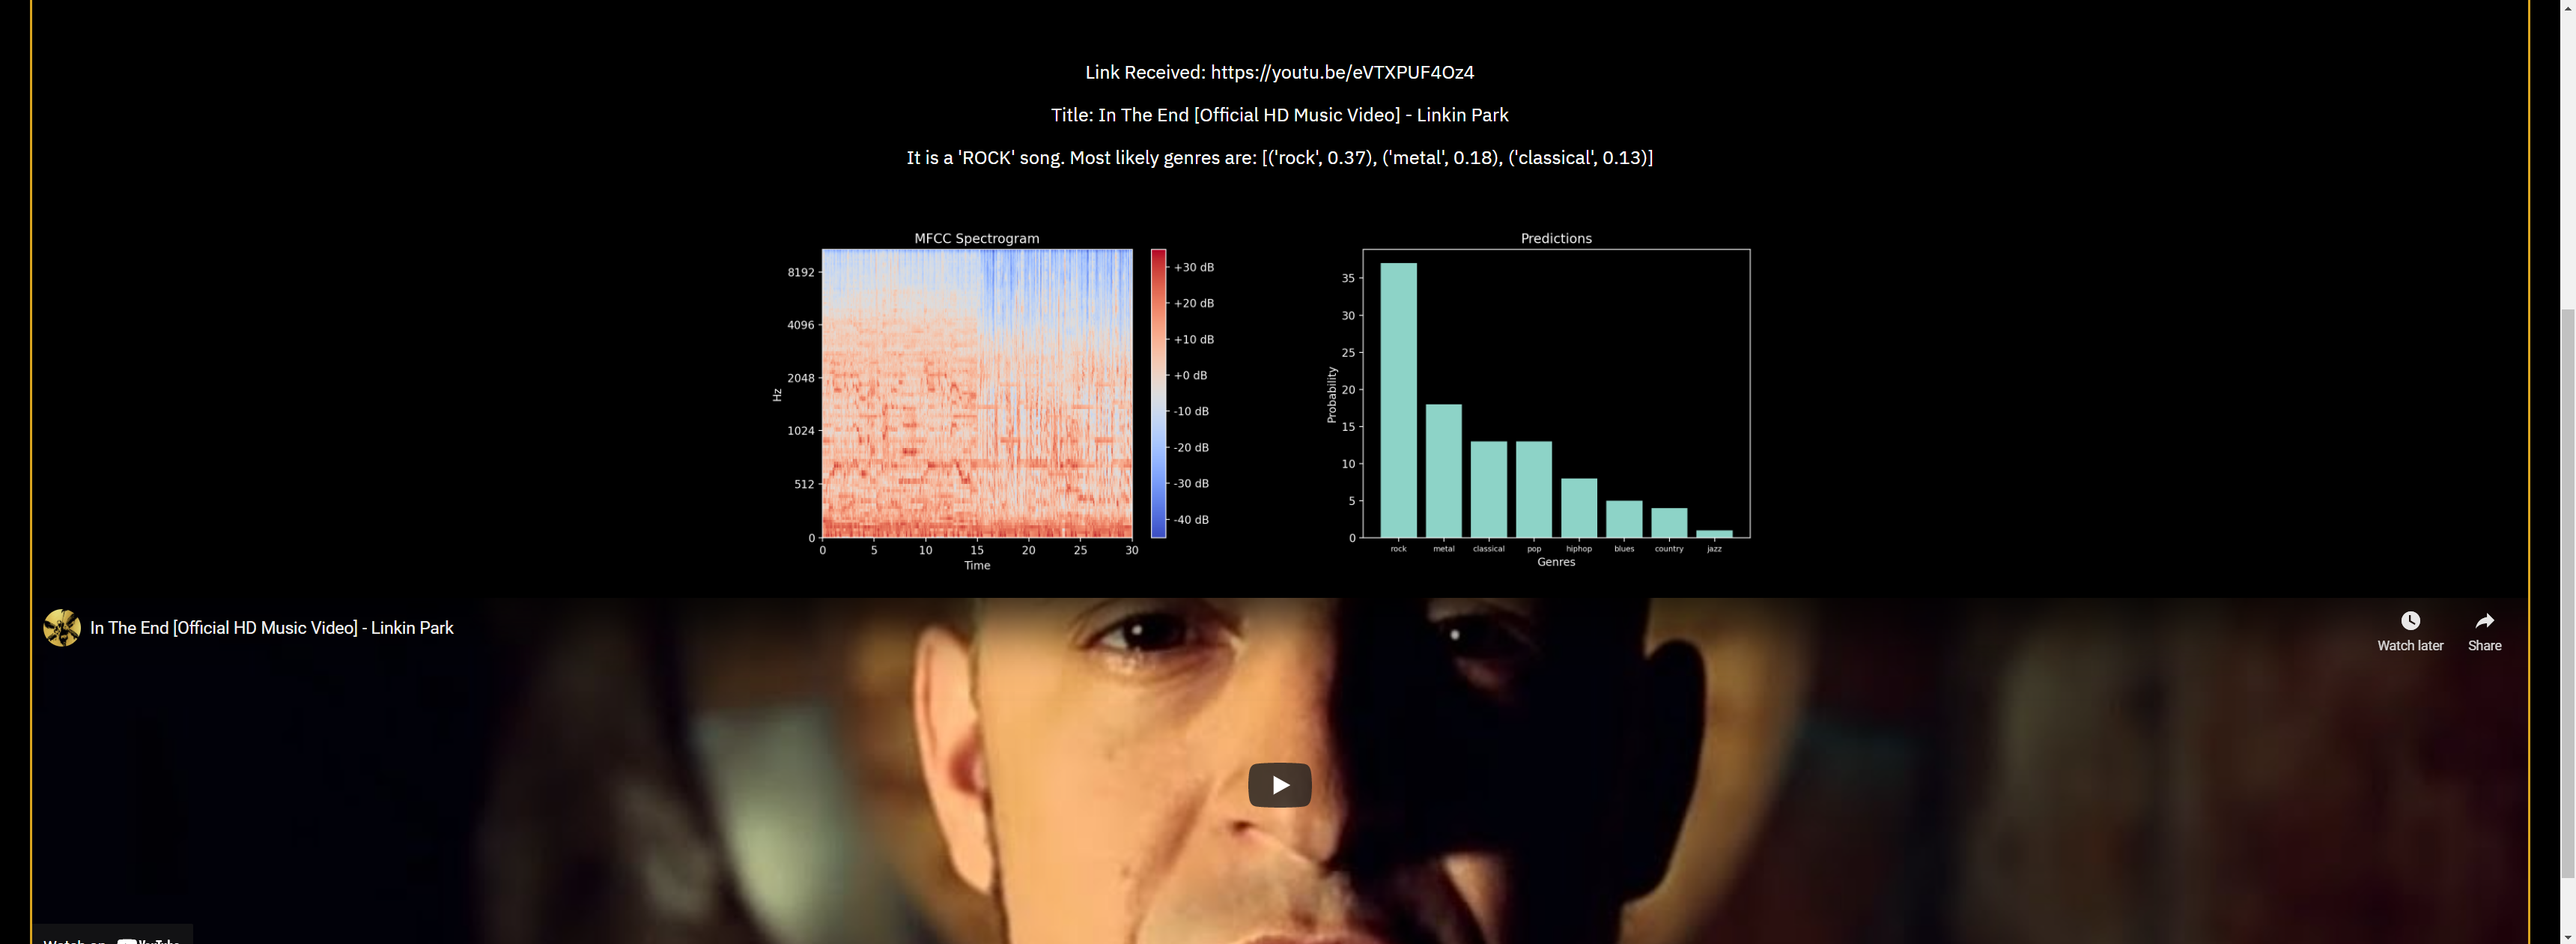 Link Received: https://youtu.be/eVTXPUF4Oz4
Title: In The End [Official HD Music Video] - Linkin Park
It is a 'ROCK' song. Most likely genres are: [('rock', 0.37), ('metal', 0.18), ('classical', 0.13)]
MFCC Spectrogram
8192
4096
2048
1024
512
0
Hz
0 5 10 15 20 25 30
Time
+30 dB
+20 dB
+10 dB
+0 dB
-10 dB
-20 dB
-30 dB
-40 dB
Predictions
35
30
25
20
15
10
5
0
Probability
rock metal classical pop hiphop blues country jazz
Genres
In The End [Official HD Music Video] - Linkin Park
Watch later
Share
Watch on YouTube